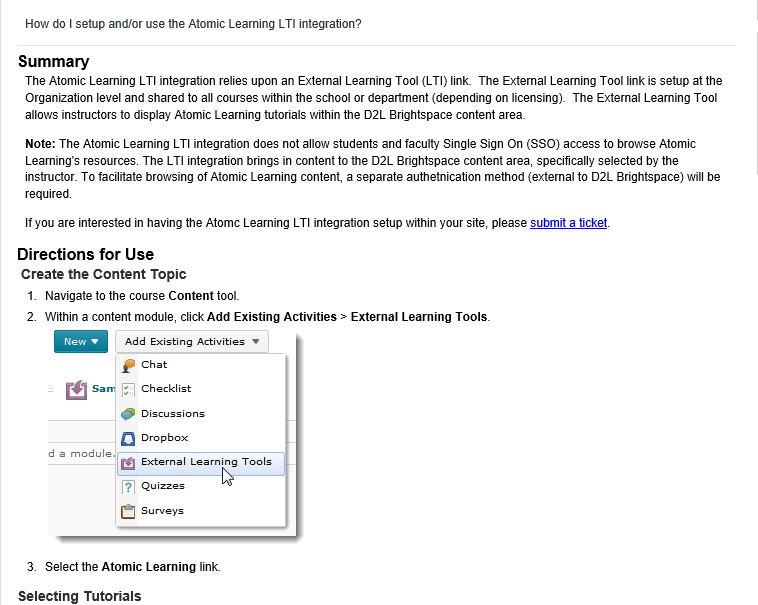 How do I setup and/or use the Atomic Learning LTI integration?
Summary
The Atomic Learning LTI integration relies upon an External Learning Tool (LTI) link.  The External Learning Tool link is setup at the
Organization level and shared to all courses within the school or department (depending on licensing).  The External Learning Tool
allows instructors to display Atomic Learning tutorials within the D2L Brightspace content area.
Note: The Atomic Learning LTI integration does not allow students and faculty Single Sign On (SSO) access to browse Atomic
Learning's resources. The LTI integration brings in content to the D2L Brightspace content area, specifically selected by the
instructor. To facilitate browsing of Atomic Learning content, a separate authetnication method (external to D2L Brightspace) will be
required.
If you are interested in having the Atomc Learning LTI integration setup within your site, please submit a ticket.
Directions for Use
Create the Content Topic
1. Navigate to the course Content tool.
2. Within a content module, click Add Existing Activities > External Learning Tools.
New Add Existing Activities
Chat
Sam Checklist
Discussions
Dropbox
d a module.
External Learning Tools
Quizzes
Surveys
3. Select the Atomic Learning link.
Selecting Tutorials